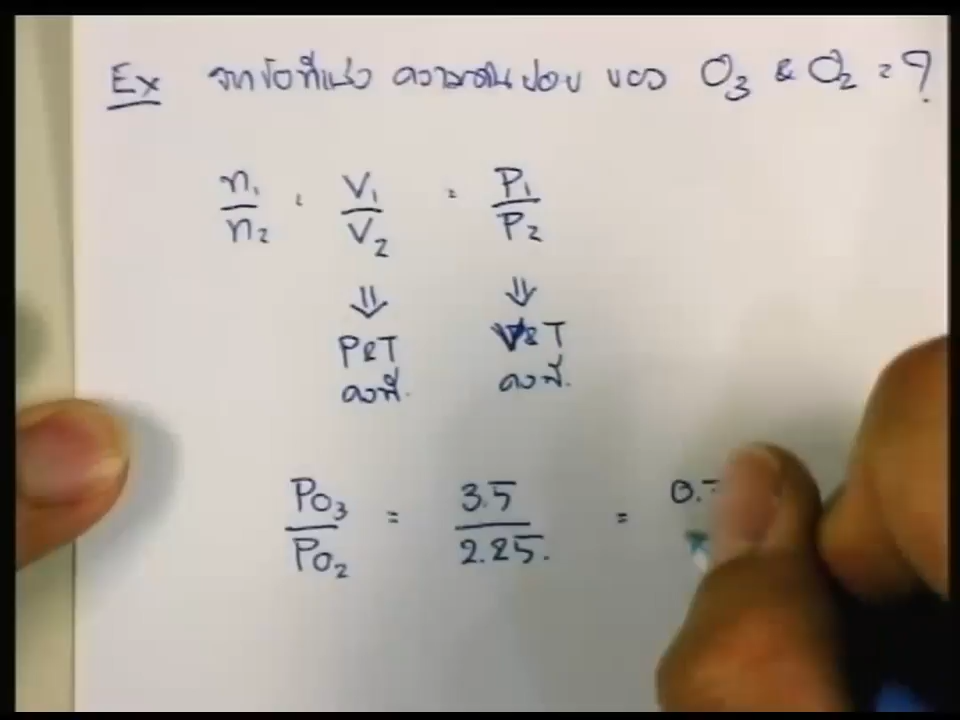 Ex จากข้อที่แล้ว ความดันย่อย ของ O₃ & O₂ = ?
n₁/n₂ = V₁/V₂ = P₁/P₂
⇓ ⇓
P&T V&T
คงที่. คงที่.
PO₃/PO₂ = 3.5/2.25. = 0.